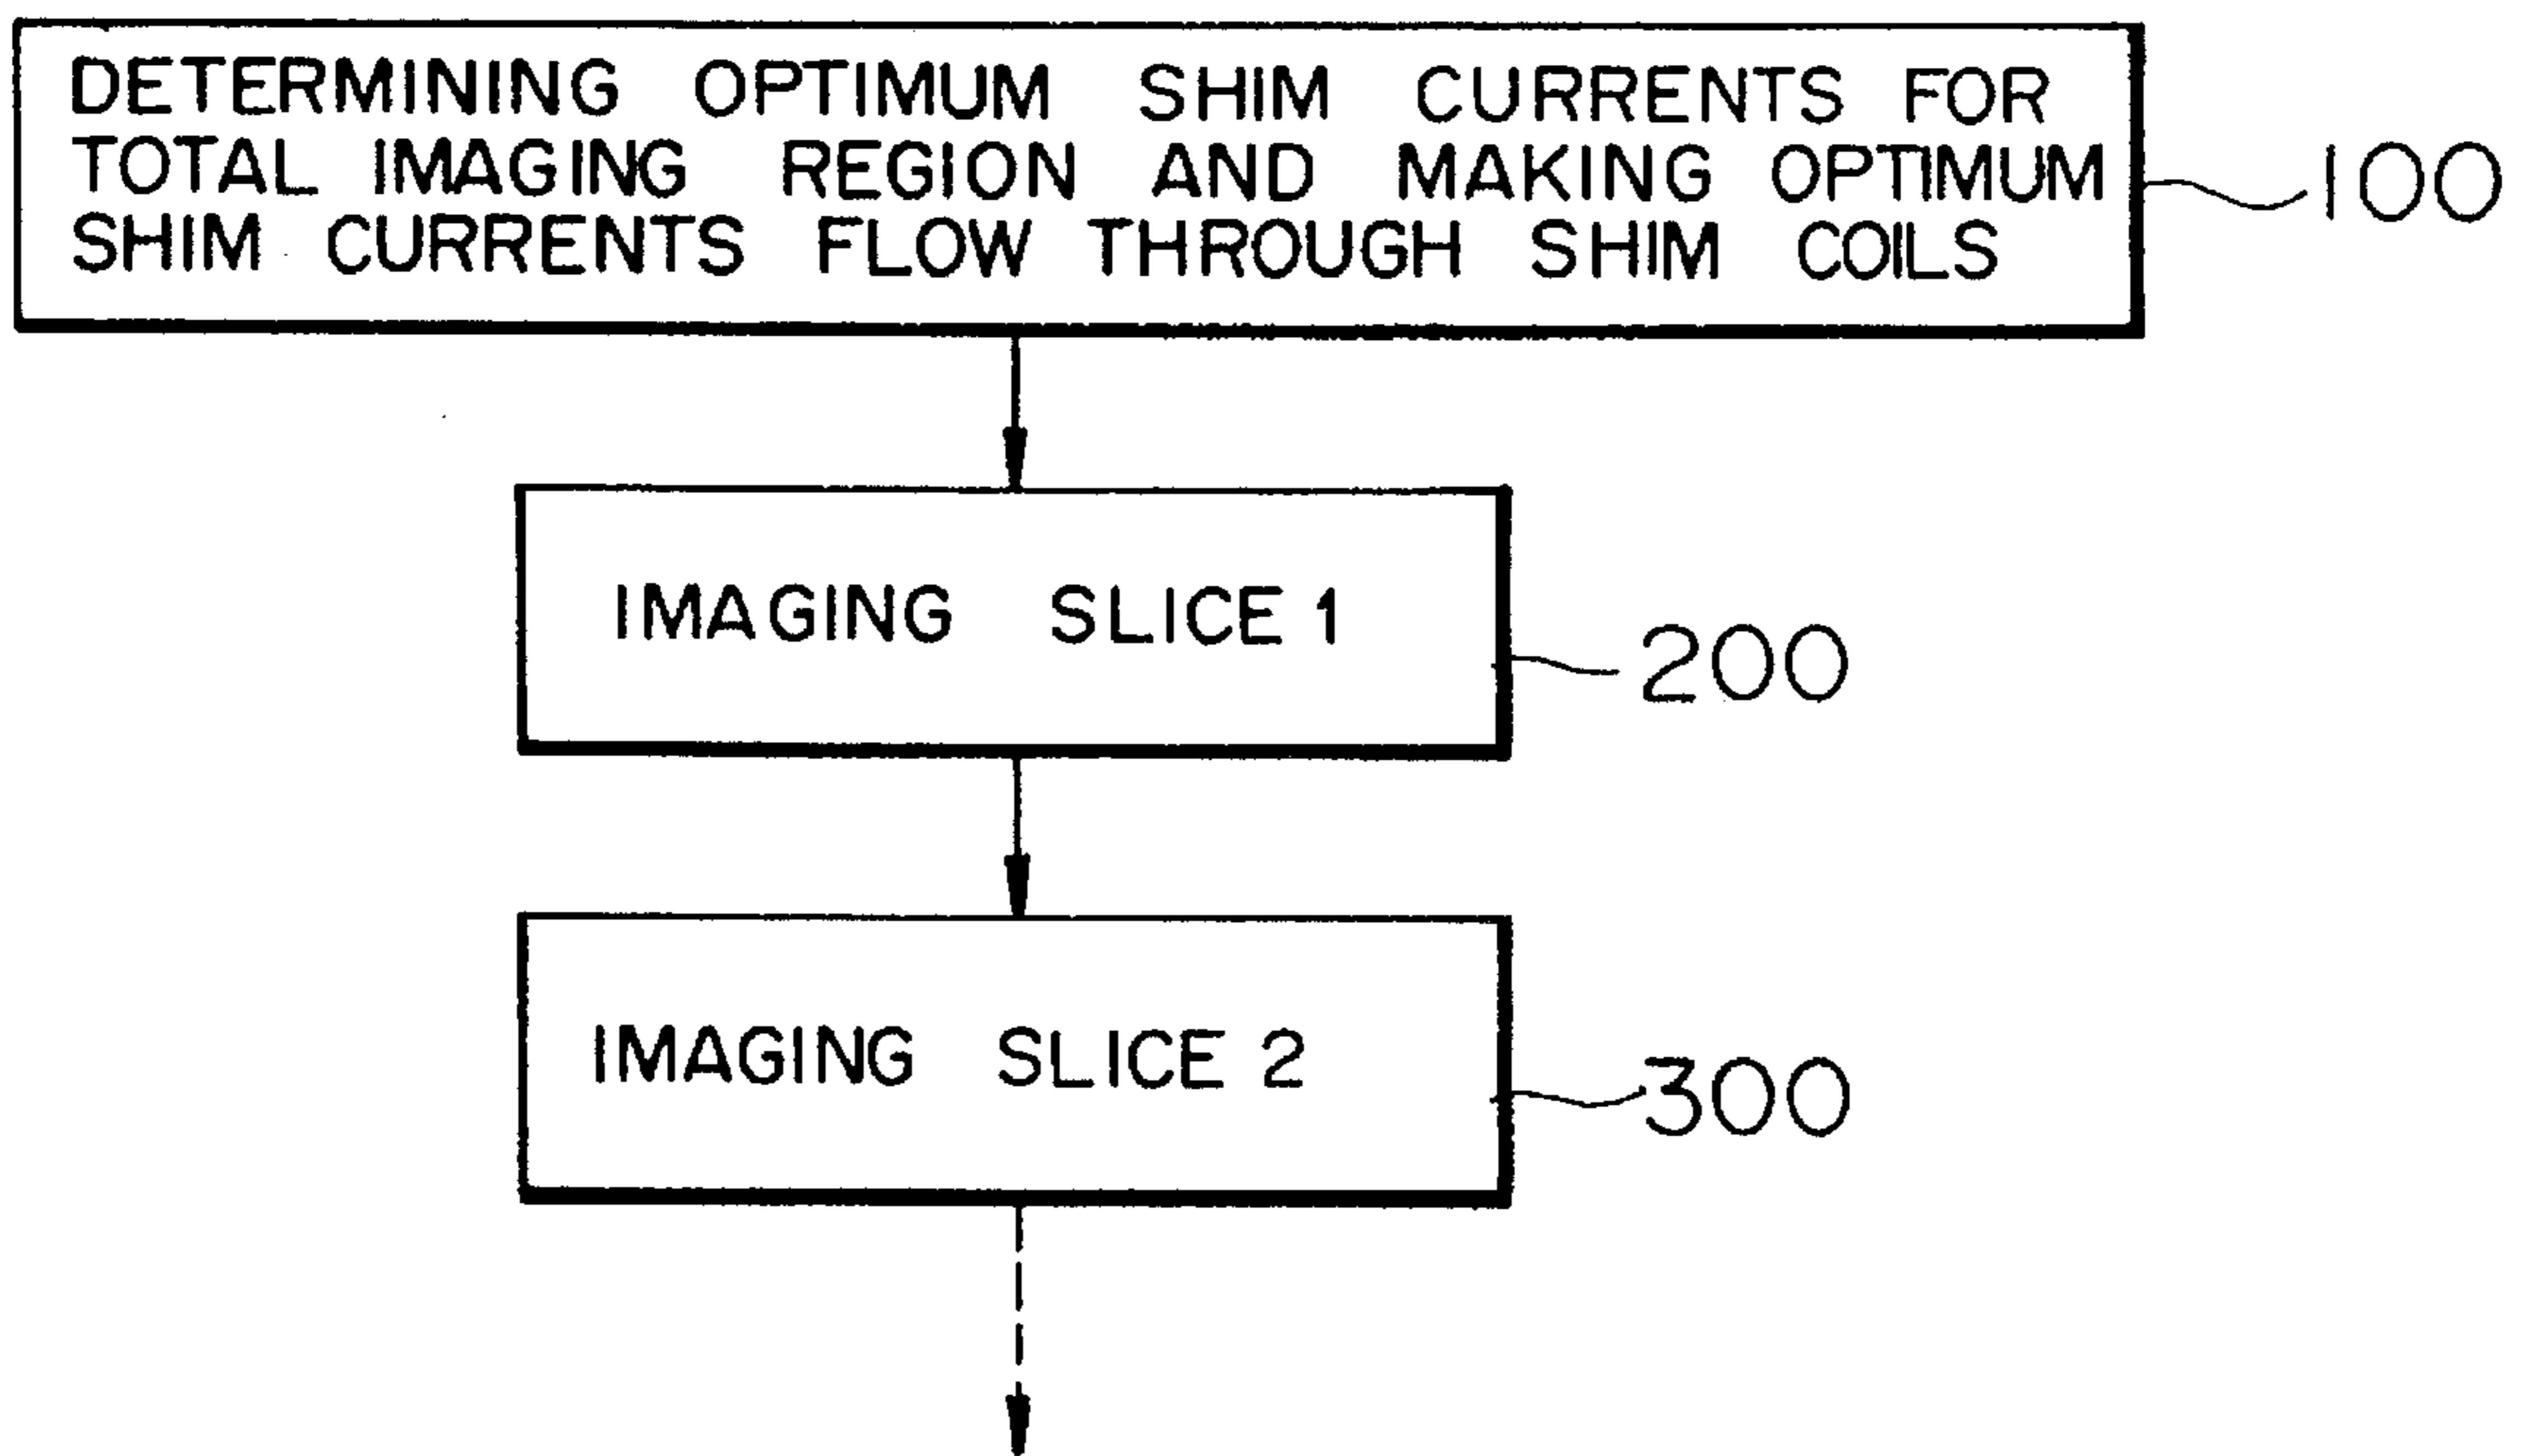 DETERMINING OPTIMUM SHIM CURRENTS FOR
TOTAL IMAGING REGION AND MAKING OPTIMUM
SHIM CURRENTS FLOW THROUGH SHIM COILS
100
IMAGING SLICE 1
200
IMAGING SLICE 2
300